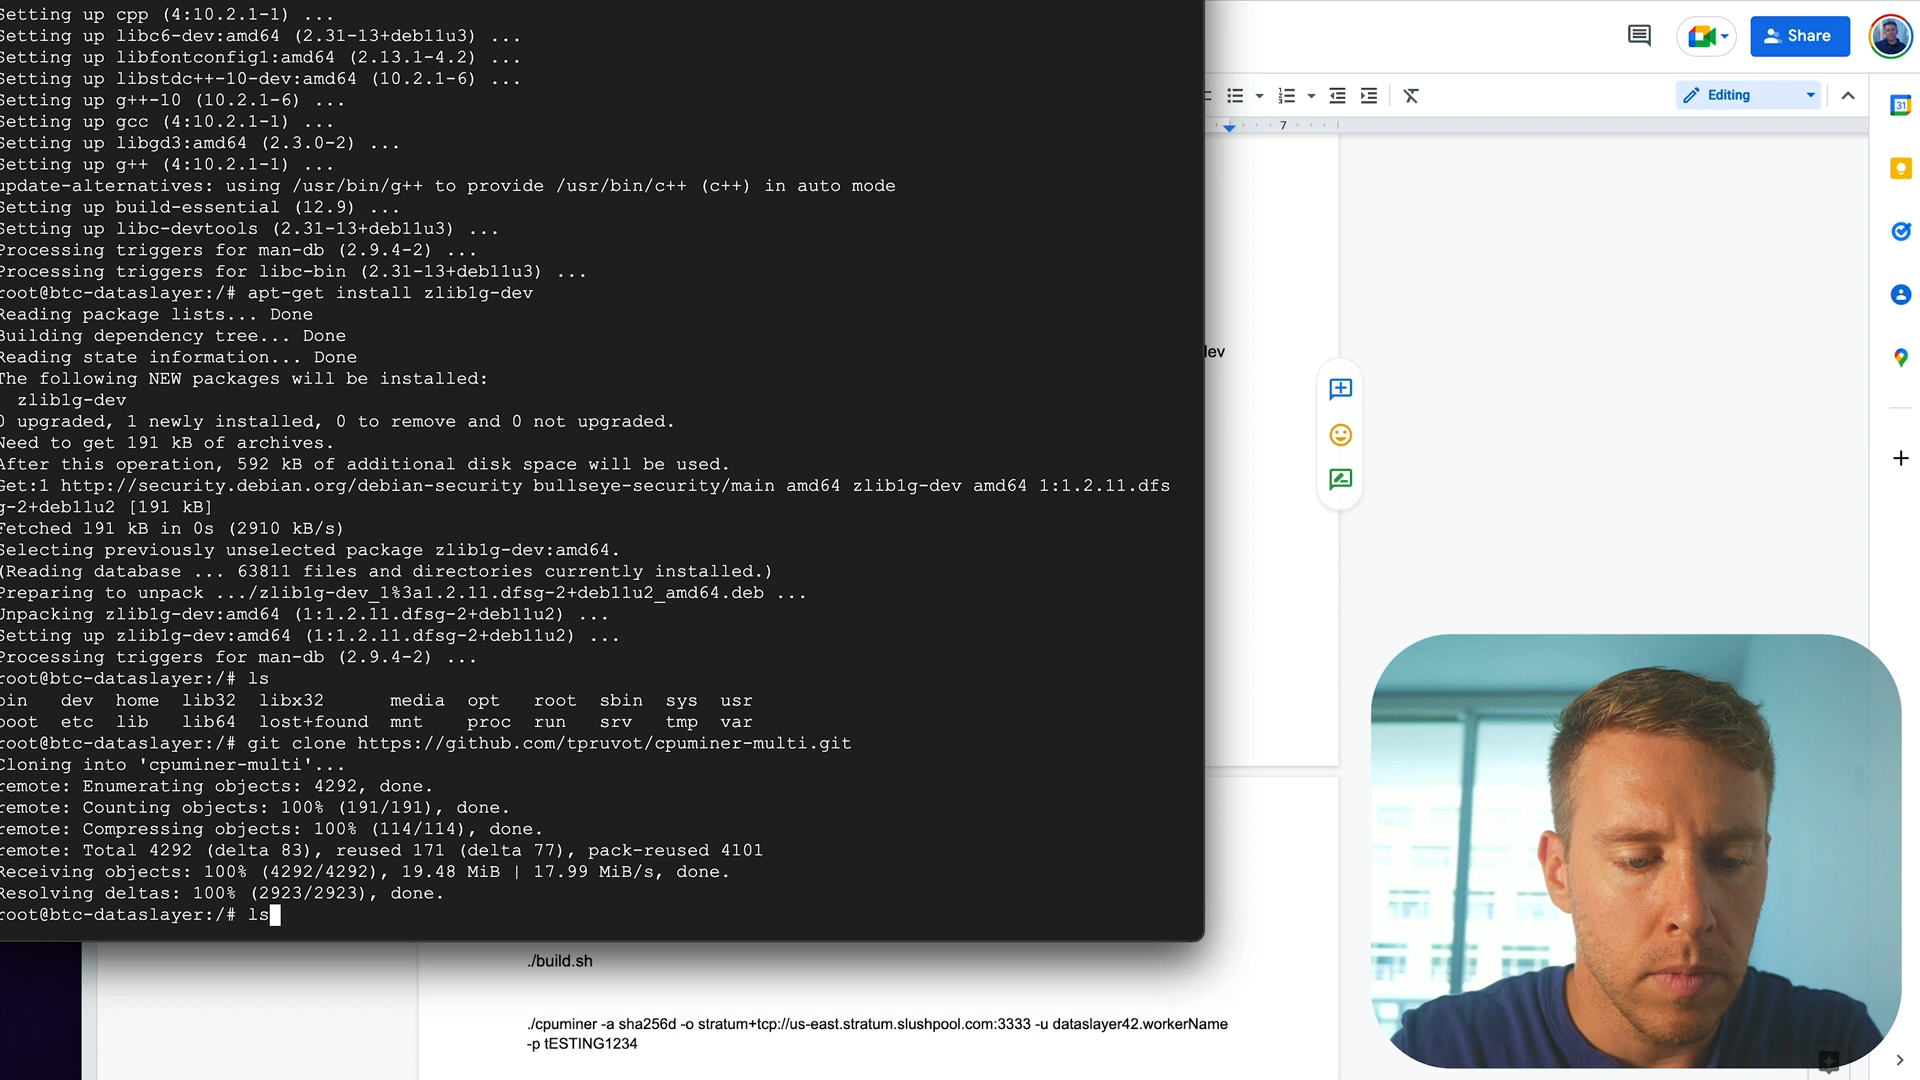 Setting up cpp (4:10.2.1-1) ...
Setting up libc6-dev:amd64 (2.31-13+deb11u3) ...
Setting up libfontconfig1:amd64 (2.13.1-4.2) ...
Setting up libstdc++-10-dev:amd64 (10.2.1-6) ...
Setting up g++-10 (10.2.1-6) ...
Setting up gcc (4:10.2.1-1) ...
Setting up libgd3:amd64 (2.3.0-2) ...
Setting up g++ (4:10.2.1-1) ...
update-alternatives: using /usr/bin/g++ to provide /usr/bin/c++ (c++) in auto mode
Setting up build-essential (12.9) ...
Setting up libc-devtools (2.31-13+deb11u3) ...
Processing triggers for man-db (2.9.4-2) ...
Processing triggers for libc-bin (2.31-13+deb11u3) ...
root@btc-dataslayer:/# apt-get install zlib1g-dev
Reading package lists... Done
Building dependency tree... Done
Reading state information... Done
The following NEW packages will be installed:
zlib1g-dev
0 upgraded, 1 newly installed, 0 to remove and 0 not upgraded.
Need to get 191 kB of archives.
After this operation, 592 kB of additional disk space will be used.
Get:1 http://security.debian.org/debian-security bullseye-security/main amd64 zlib1g-dev amd64 1:1.2.11.dfs
g-2+deb11u2 [191 kB]
Fetched 191 kB in 0s (2910 kB/s)
Selecting previously unselected package zlib1g-dev:amd64.
(Reading database ... 63811 files and directories currently installed.)
Preparing to unpack .../zlib1g-dev_1%3a1.2.11.dfsg-2+deb11u2_amd64.deb ...
Unpacking zlib1g-dev:amd64 (1:1.2.11.dfsg-2+deb11u2) ...
Setting up zlib1g-dev:amd64 (1:1.2.11.dfsg-2+deb11u2) ...
Processing triggers for man-db (2.9.4-2) ...
root@btc-dataslayer:/# ls
bin dev home lib32 libx32 media opt root sbin sys usr
boot etc lib lib64 lost+found mnt proc run srv tmp var
root@btc-dataslayer:/# git clone https://github.com/tpruvot/cpuminer-multi.git
Cloning into 'cpuminer-multi'...
remote: Enumerating objects: 4292, done.
remote: Counting objects: 100% (191/191), done.
remote: Compressing objects: 100% (114/114), done.
remote: Total 4292 (delta 83), reused 171 (delta 77), pack-reused 4101
Receiving objects: 100% (4292/4292), 19.48 MiB | 17.99 MiB/s, done.
Resolving deltas: 100% (2923/2923), done.
root@btc-dataslayer:/# ls
Share
Editing
7
31
dev
./build.sh
./cpuminer -a sha256d -o stratum+tcp://us-east.stratum.slushpool.com:3333 -u dataslayer42.workerName
-p tESTING1234